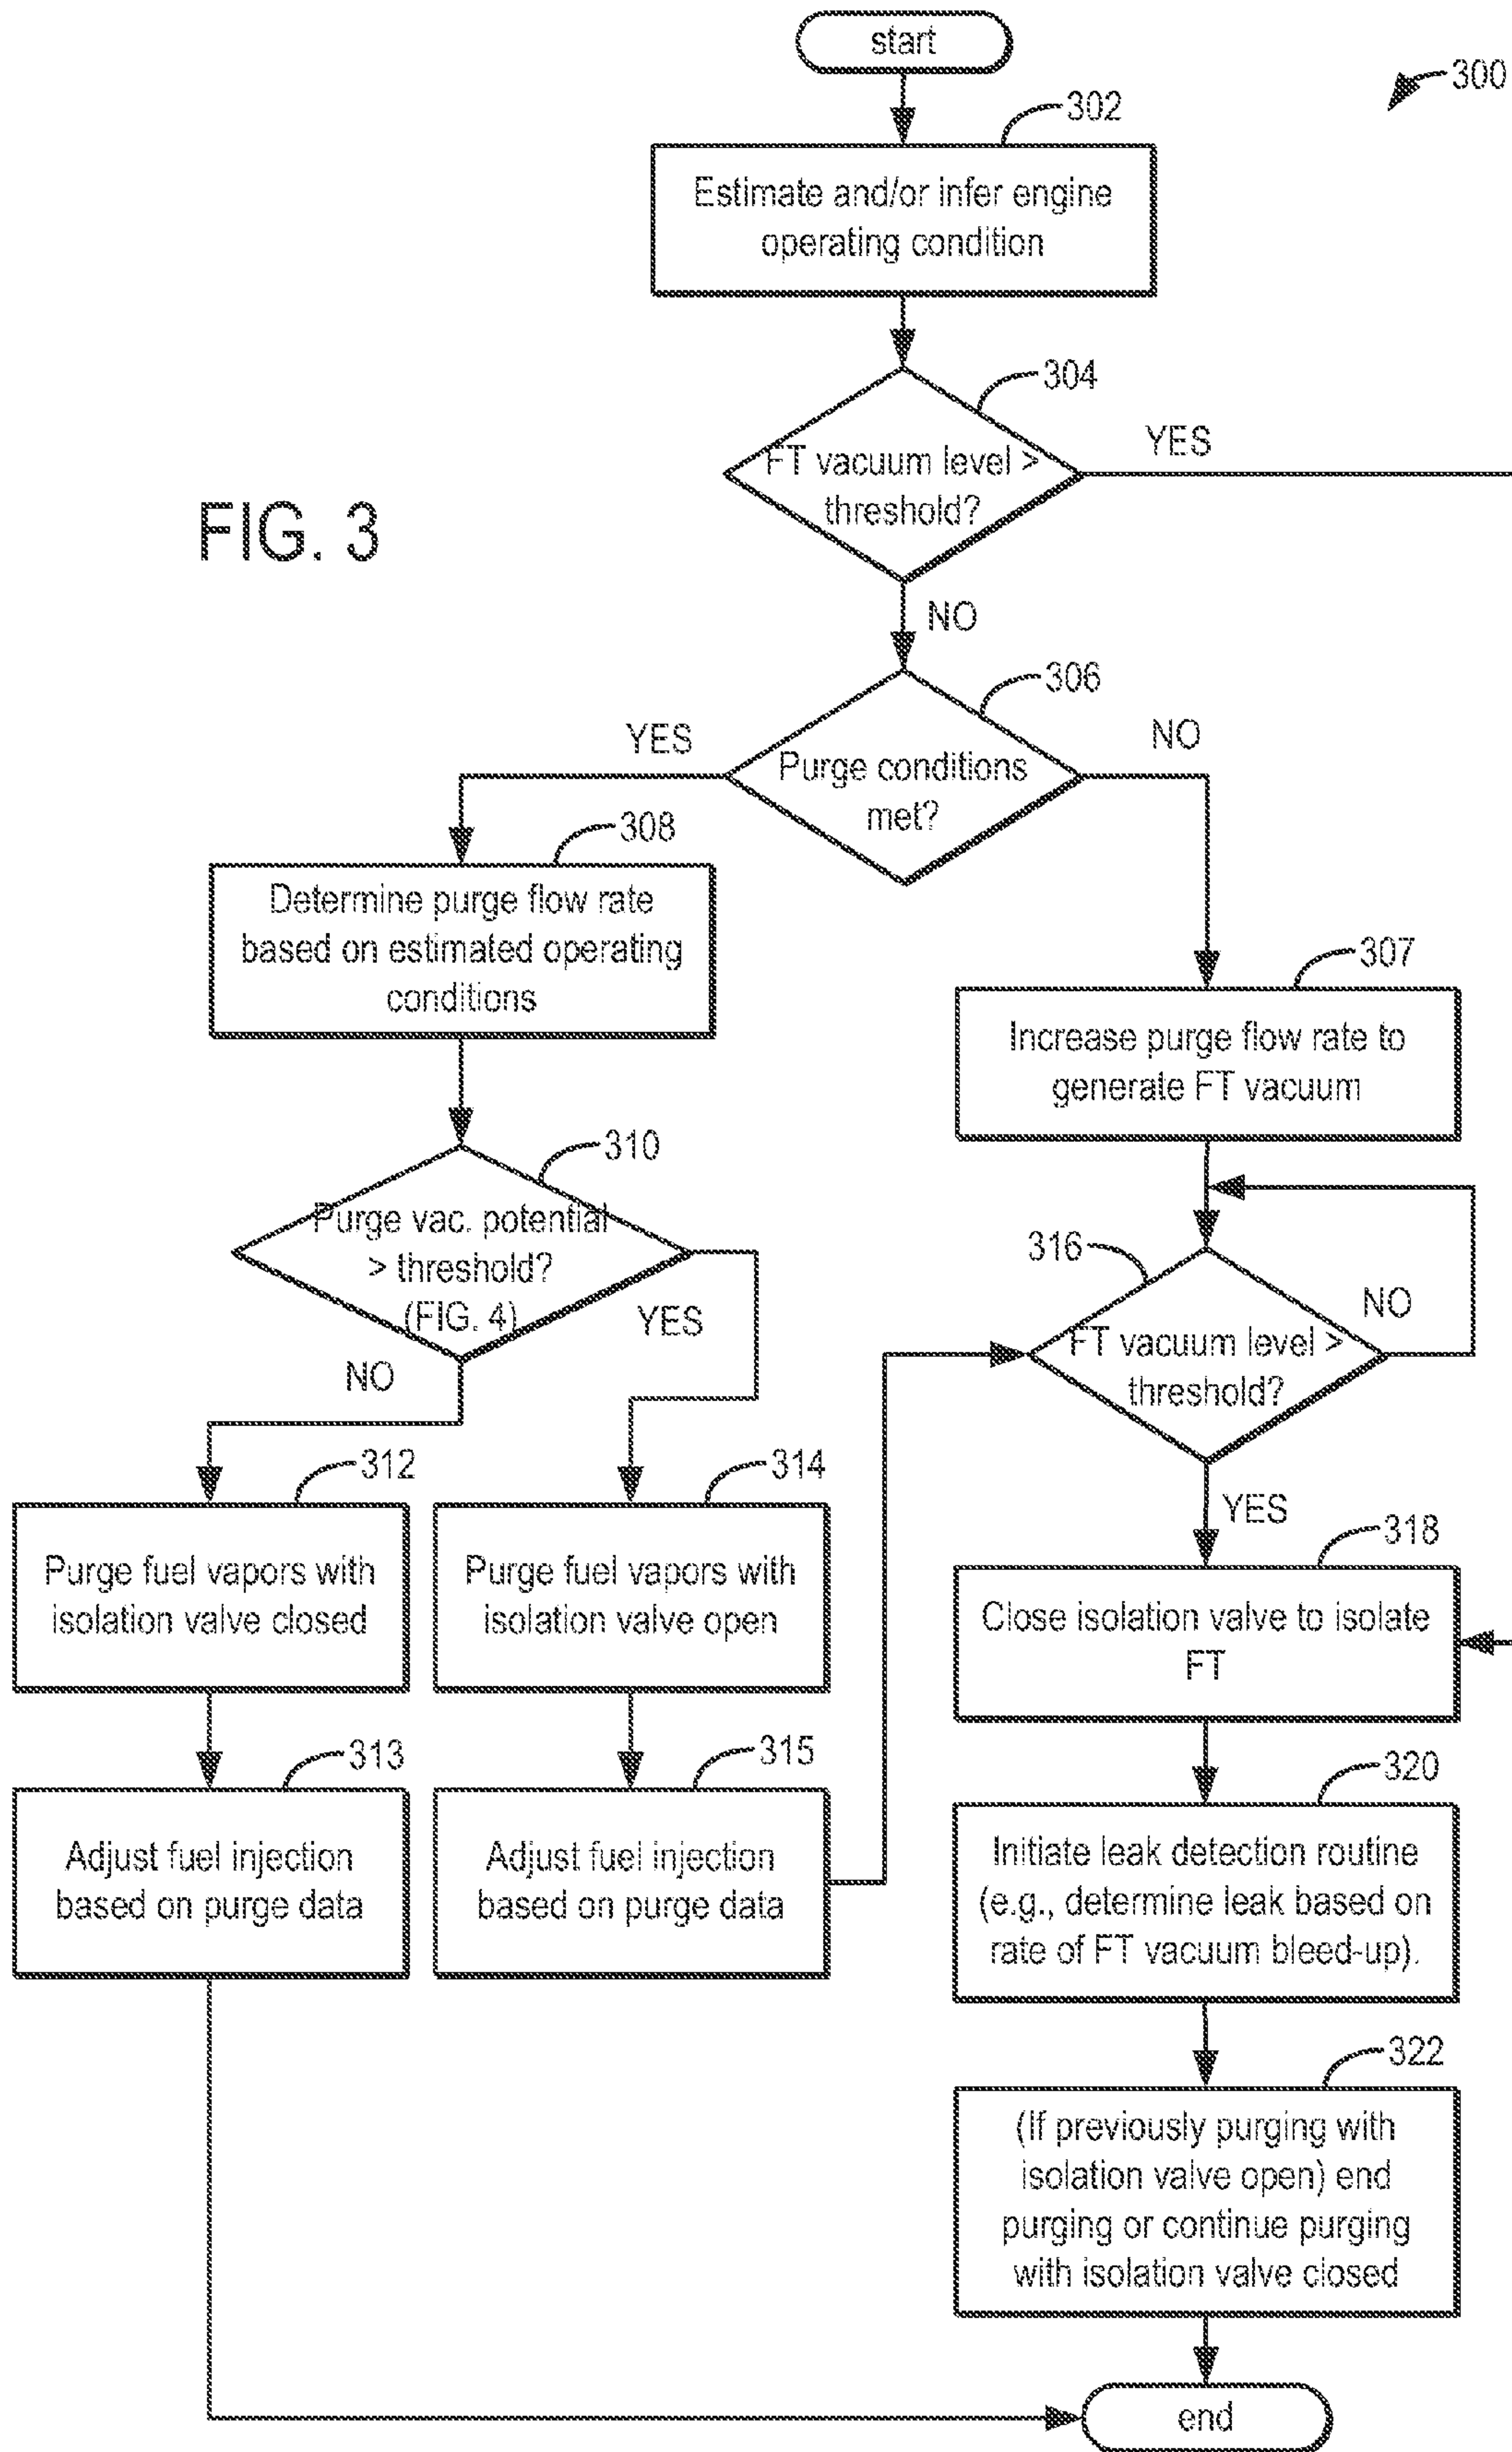 start
300
302
Estimate and/or infer engine
operating condition
304
FT vacuum level >
threshold?
YES
FIG. 3
NO
306
Purge conditions
met?
YES
NO
308
Determine purge flow rate
based on estimated operating
conditions
307
Increase purge flow rate to
generate FT vacuum
310
Purge vac. potential
> threshold?
(FIG. 4)
YES
NO
316
FT vacuum level >
threshold?
NO
YES
312
Purge fuel vapors with
isolation valve closed
314
Purge fuel vapors with
isolation valve open
318
Close isolation valve to isolate
FT
313
Adjust fuel injection
based on purge data
315
Adjust fuel injection
based on purge data
320
Initiate leak detection routine
(e.g., determine leak based on
rate of FT vacuum bleed-up).
322
(If previously purging with
isolation valve open) end
purging or continue purging
with isolation valve closed
end